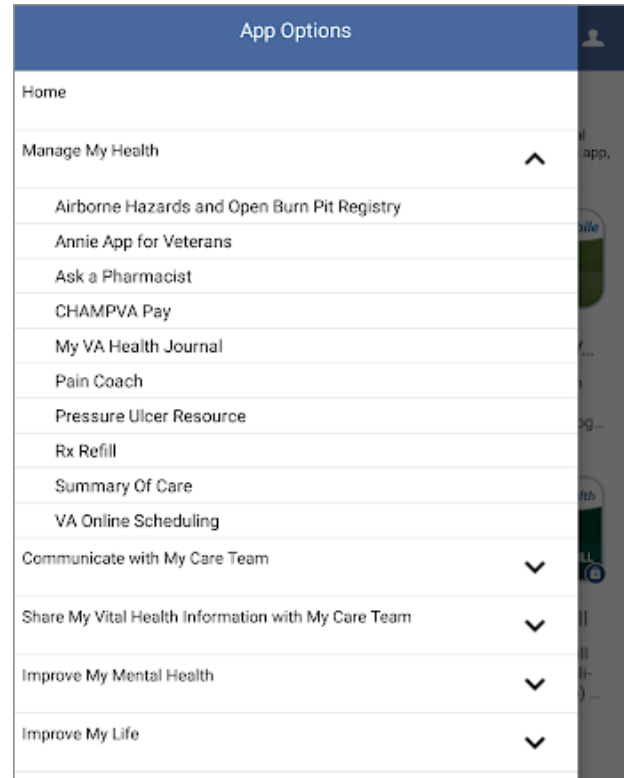 App Options
Home
Manage My Health
Airborne Hazards and Open Burn Pit Registry
Annie App for Veterans
Ask a Pharmacist
CHAMPVA Pay
My VA Health Journal
Pain Coach
Pressure Ulcer Resource
Rx Refill
Summary Of Care
VA Online Scheduling
Communicate with My Care Team
Share My Vital Health Information with My Care Team
Improve My Mental Health
Improve My Life
app,